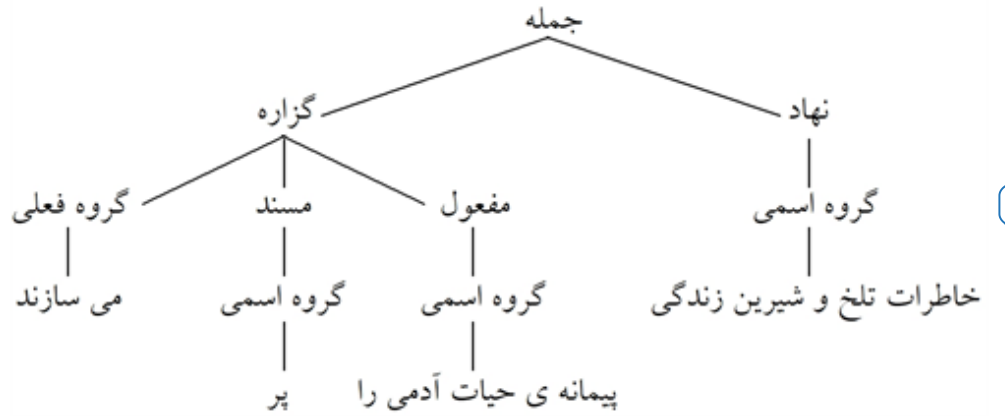 جمله
نهاد گزاره
گروه اسمی مفعول مسند گروه فعلی
خاطرات تلخ و شیرین زندگی گروه اسمی گروه اسمی می سازند
پیمانه ی حیات آدمی را پر